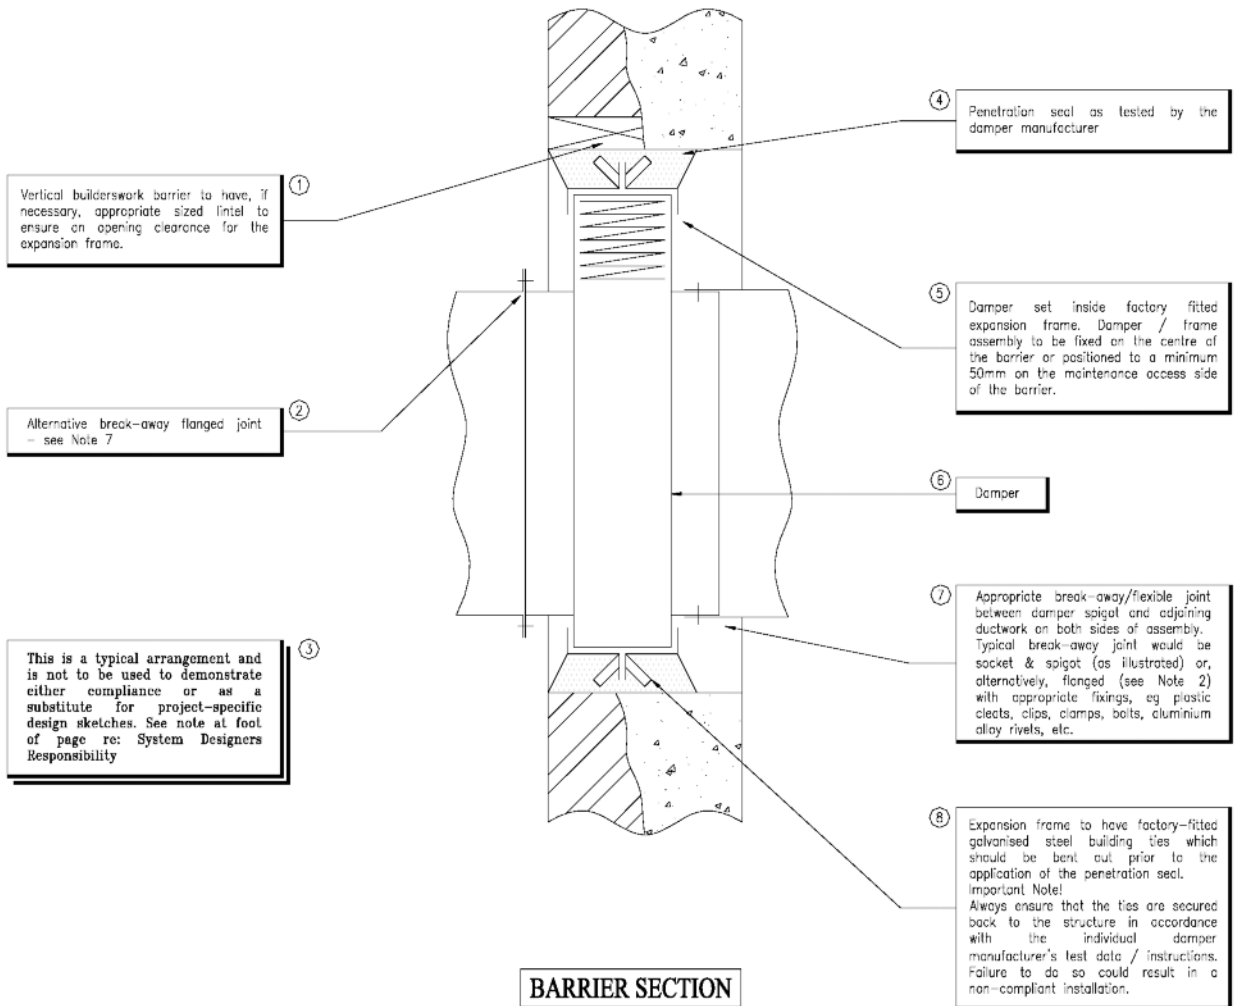 ①
Vertical builderswork barrier to have, if
necessary, appropriate sized lintel to
ensure an opening clearance for the
expansion frame.
②
Alternative break-away flanged joint
- see Note 7
③
This is a typical arrangement and
is not to be used to demonstrate
either compliance or as a
substitute for project-specific
design sketches. See note at foot
of page re: System Designers
Responsibility
④
Penetration seal as tested by the
damper manufacturer
⑤
Damper set inside factory fitted
expansion frame. Damper / frame
assembly to be fixed on the centre of
the barrier or positioned to a minimum
50mm on the maintenance access side
of the barrier.
⑥
Damper
⑦
Appropriate break-away/flexible joint
between damper spigot and adjoining
ductwork on both sides of assembly.
Typical break-away joint would be
socket & spigot (as illustrated) or,
alternatively, flanged (see Note 2)
with appropriate fixings, eg plastic
cleats, clips, clamps, bolts, aluminium
alloy rivets, etc.
⑧
Expansion frame to have factory-fitted
galvanised steel building ties which
should be bent out prior to the
application of the penetration seal.
Important Note!
Always ensure that the ties are secured
back to the structure in accordance
with the individual damper
manufacturer's test data / instructions.
Failure to do so could result in a
non-compliant installation.
BARRIER SECTION